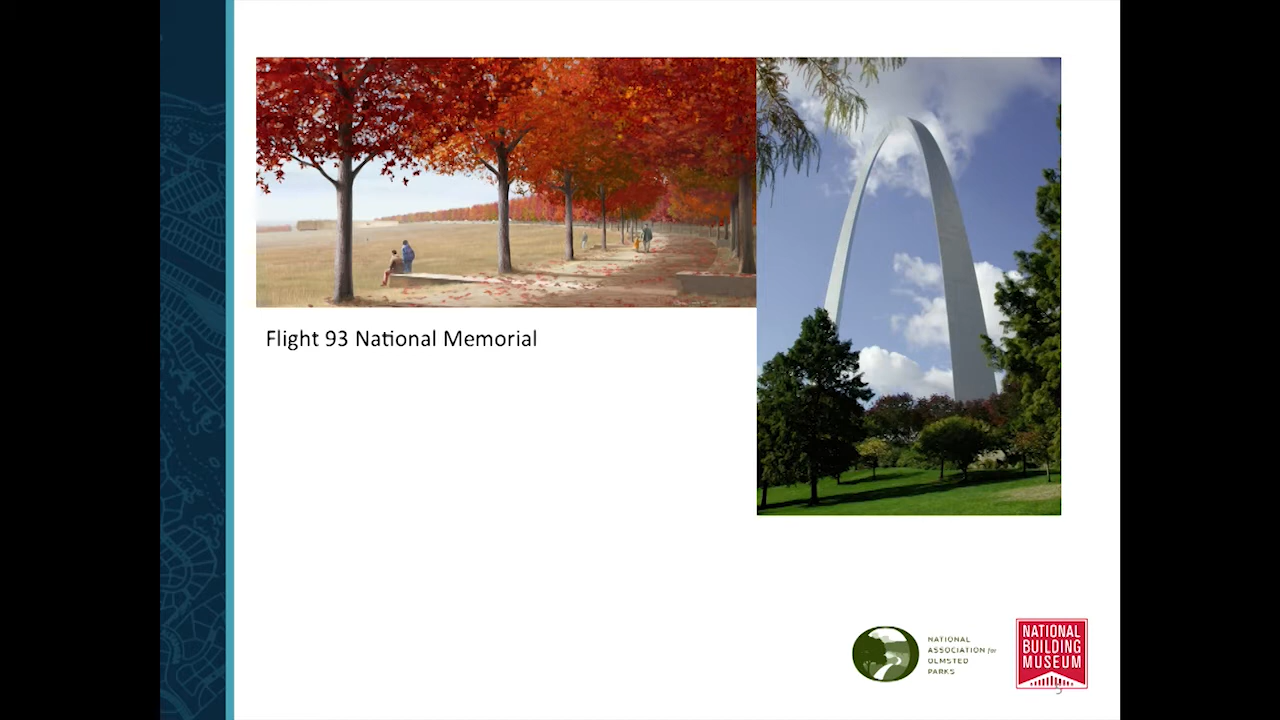 Flight 93 National Memorial
NATIONAL
ASSOCIATION for
OLMSTED
PARKS
NATIONAL
BUILDING
MUSEUM